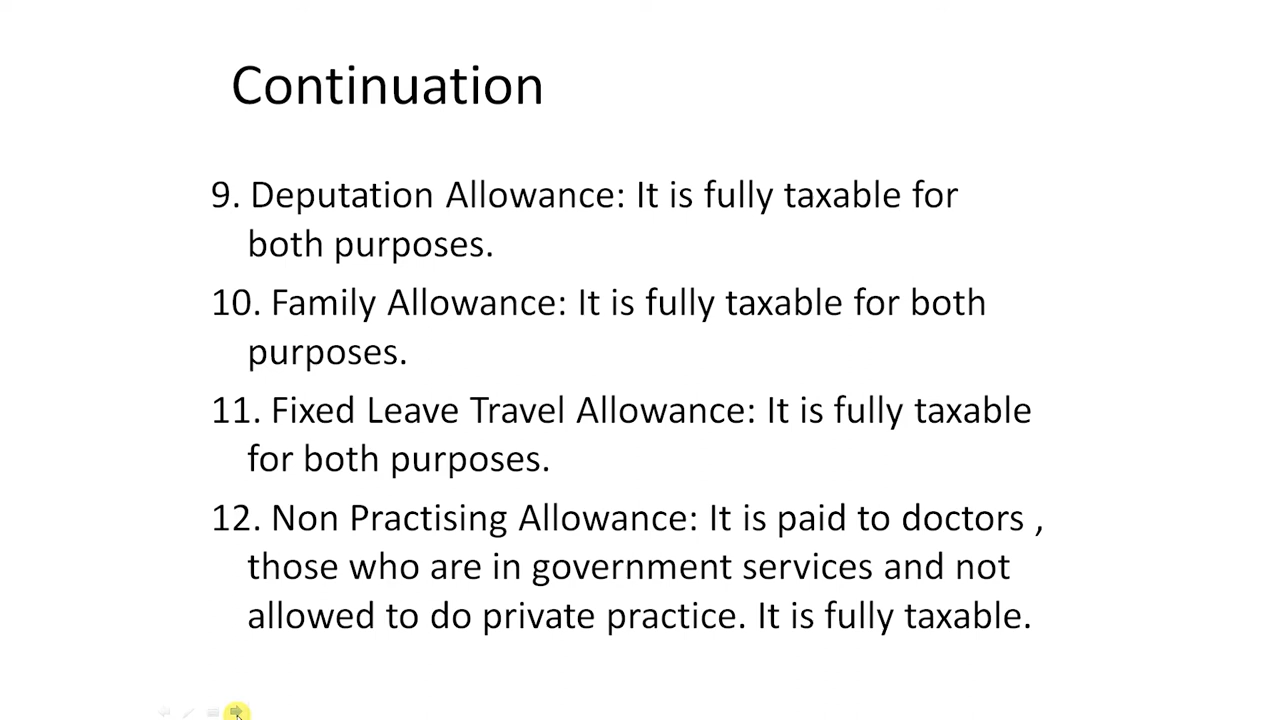 Continuation
9. Deputation Allowance: It is fully taxable for
both purposes.
10. Family Allowance: It is fully taxable for both
purposes.
11. Fixed Leave Travel Allowance: It is fully taxable
for both purposes.
12. Non Practising Allowance: It is paid to doctors ,
those who are in government services and not
allowed to do private practice. It is fully taxable.